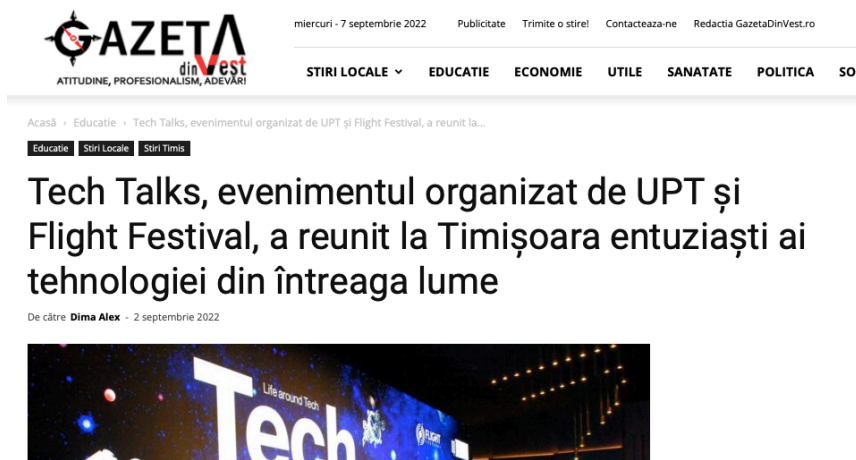 GAZETA
din Vest
ATITUDINE, PROFESIONALISM, ADEVĂR!
miercuri - 7 septembrie 2022 Publicitate Trimite o stire! Contacteaza-ne Redactia GazetaDinVest.ro
STIRI LOCALE EDUCATIE ECONOMIE UTILE SANATATE POLITICA SO
Acasă › Educatie › Tech Talks, evenimentul organizat de UPT și Flight Festival, a reunit la...
Educatie Stiri Locale Stiri Timis
Tech Talks, evenimentul organizat de UPT și
Flight Festival, a reunit la Timișoara entuziaști ai
tehnologiei din întreaga lume
De către Dima Alex - 2 septembrie 2022
Life around Tech
Tech
FLIGHT